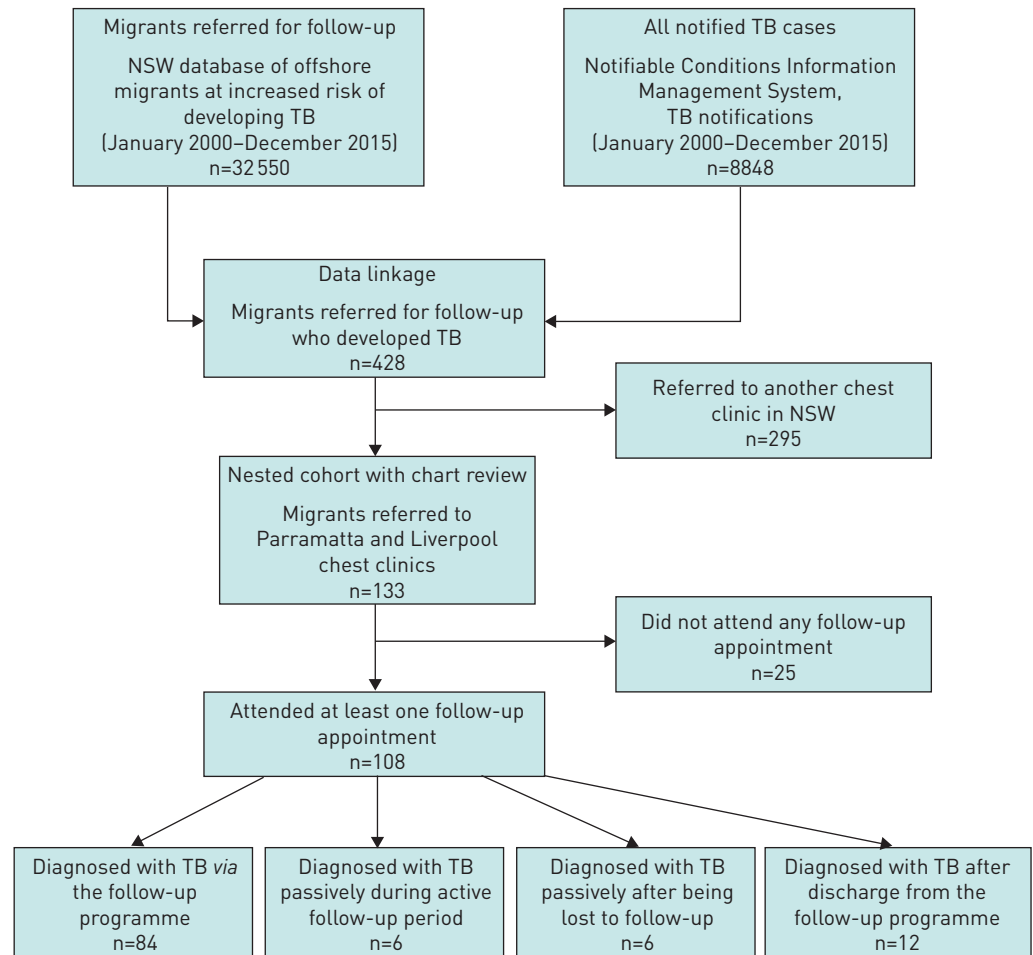 Migrants referred for follow-up
NSW database of offshore
migrants at increased risk of
developing TB
(January 2000–December 2015)
n=32 550
All notified TB cases
Notifiable Conditions Information
Management System,
TB notifications
(January 2000–December 2015)
n=8848
Data linkage
Migrants referred for follow-up
who developed TB
n=428
Referred to another chest
clinic in NSW
n=295
Nested cohort with chart review
Migrants referred to
Parramatta and Liverpool
chest clinics
n=133
Did not attend any follow-up
appointment
n=25
Attended at least one follow-up
appointment
n=108
Diagnosed with TB via
the follow-up
programme
n=84
Diagnosed with TB
passively during active
follow-up period
n=6
Diagnosed with TB
passively after being
lost to follow-up
n=6
Diagnosed with TB after
discharge from the
follow-up programme
n=12